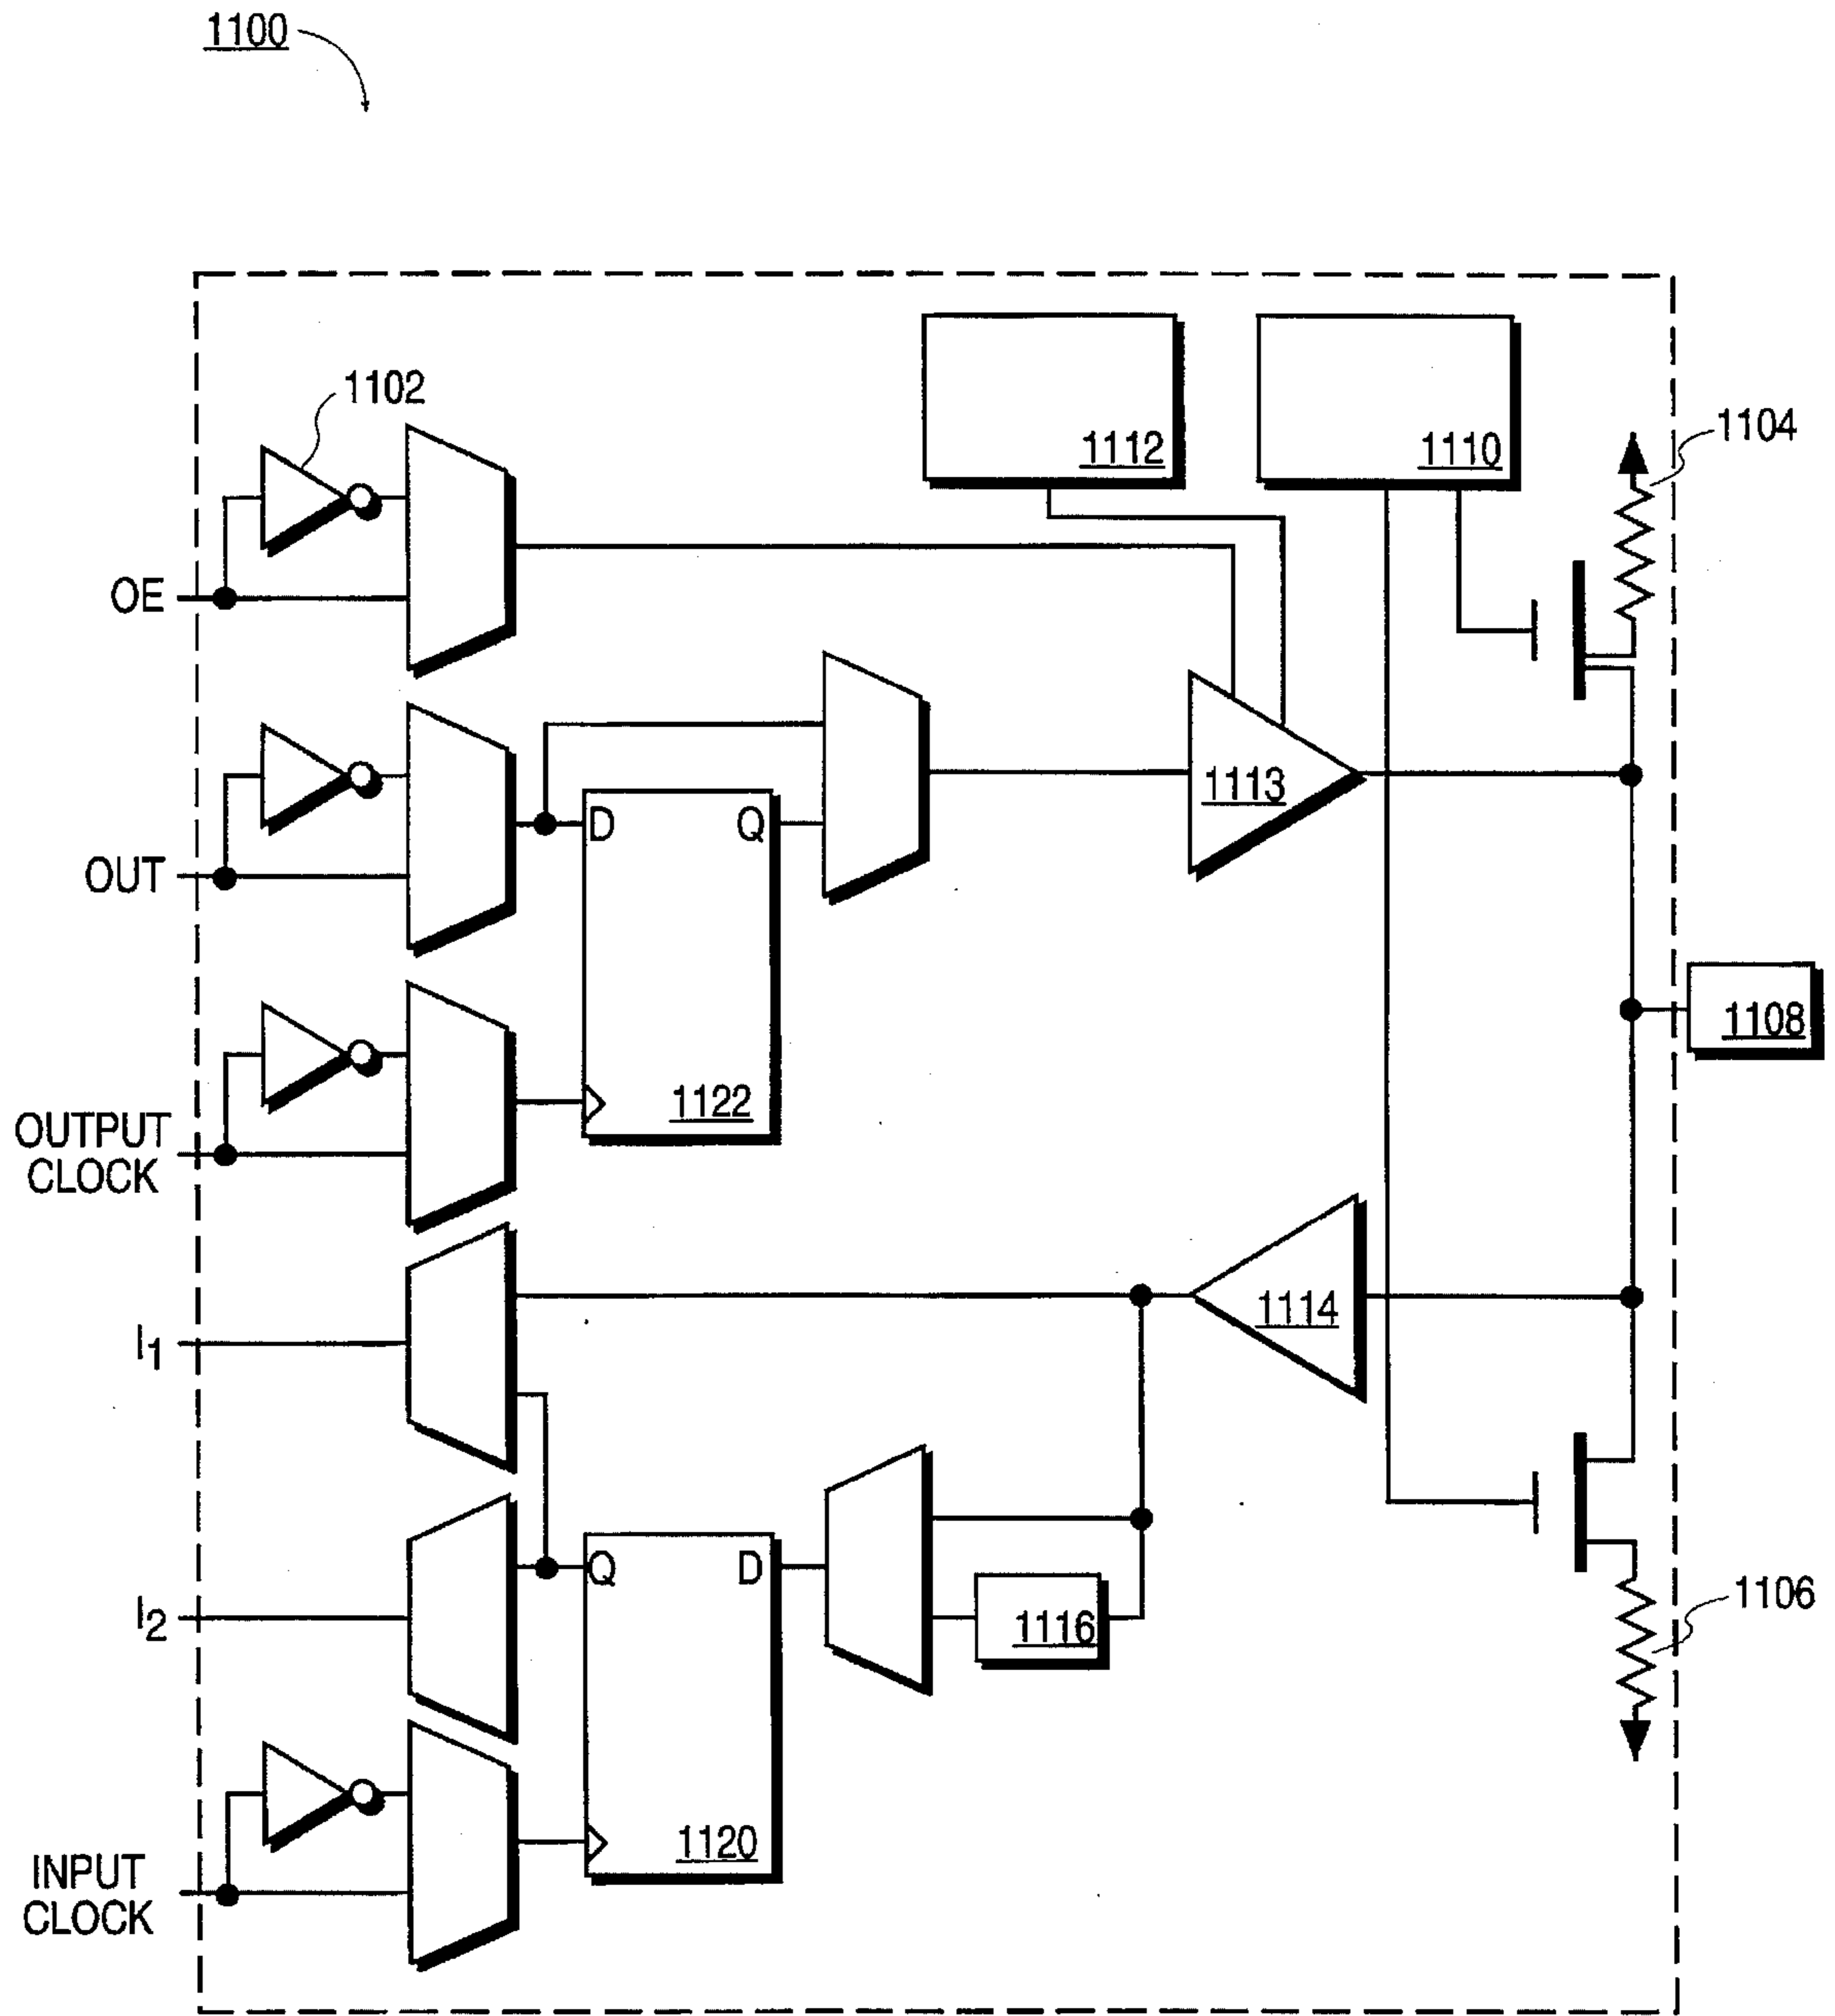 1100
1102
1112
1110
1104
OE
1113
D
Q
OUT
1108
1122
OUTPUT
CLOCK
1114
I1
1116
1106
Q
D
I2
1120
INPUT
CLOCK